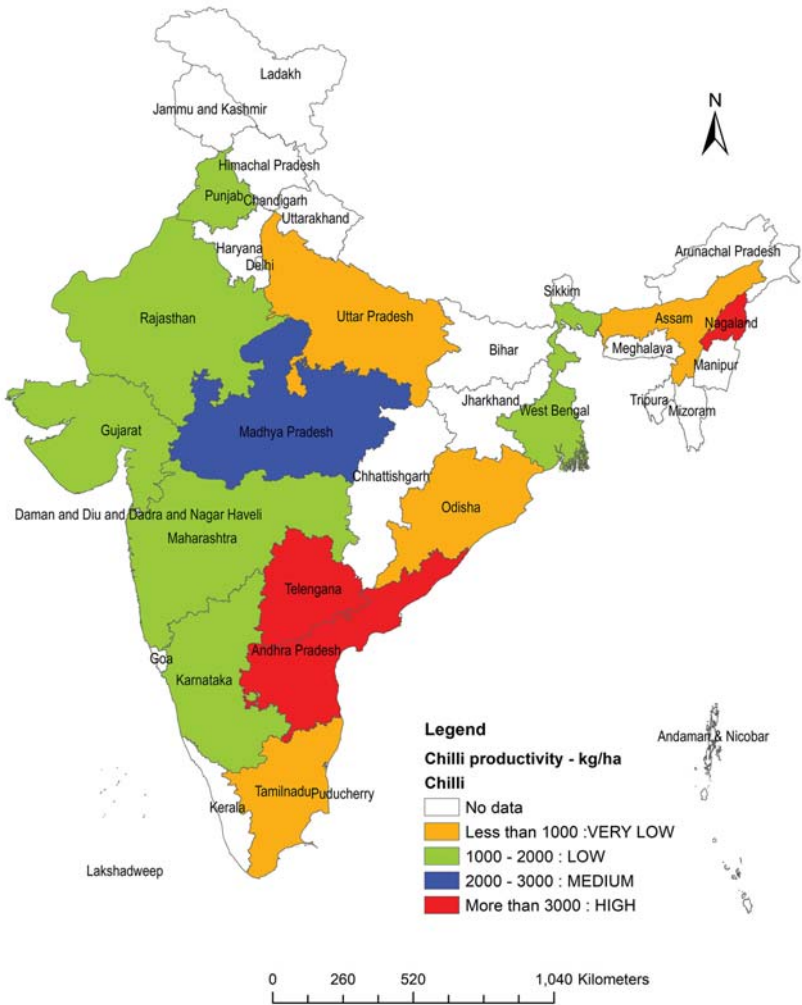 Ladakh
N
Jammu and Kashmir
Himachal Pradesh
Punjab
Chandigarh
Uttarakhand
Haryana
Delhi
Arunachal Pradesh
Sikkim
Rajasthan
Uttar Pradesh
Assam
Nagaland
Bihar
Meghalaya
Manipur
Jharkhand
Tripura
Mizoram
West Bengal
Gujarat
Madhya Pradesh
Chhattishgarh
Odisha
Daman and Diu and Dadra and Nagar Haveli
Maharashtra
Telengana
Andhra Pradesh
Goa
Karnataka
Andaman & Nicobar
Tamilnadu
Puducherry
Kerala
Lakshadweep
Legend
Chilli productivity - kg/ha
Chilli
No data
Less than 1000 :VERY LOW
1000 - 2000 : LOW
2000 - 3000 : MEDIUM
More than 3000 : HIGH
0 260 520 1,040 Kilometers